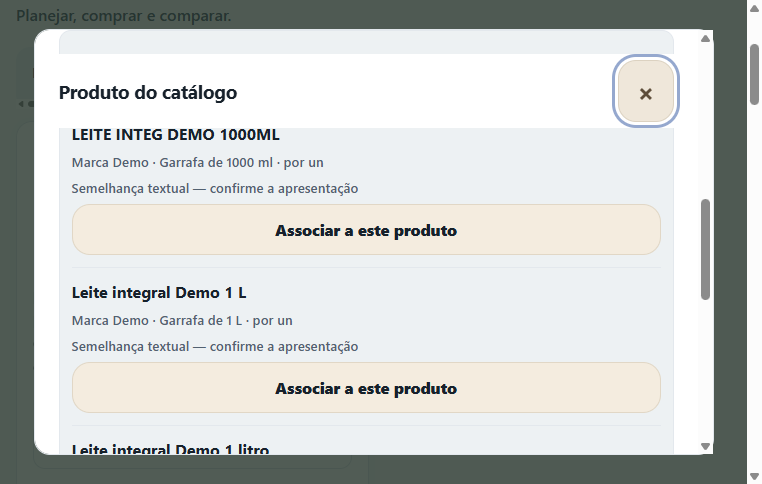 Planejar, comprar e comparar.
Produto do catálogo
×
LEITE INTEG DEMO 1000ML
Marca Demo · Garrafa de 1000 ml · por un
Semelhança textual — confirme a apresentação
Associar a este produto
Leite integral Demo 1 L
Marca Demo · Garrafa de 1 L · por un
Semelhança textual — confirme a apresentação
Associar a este produto
Leite integral Demo 1 litro